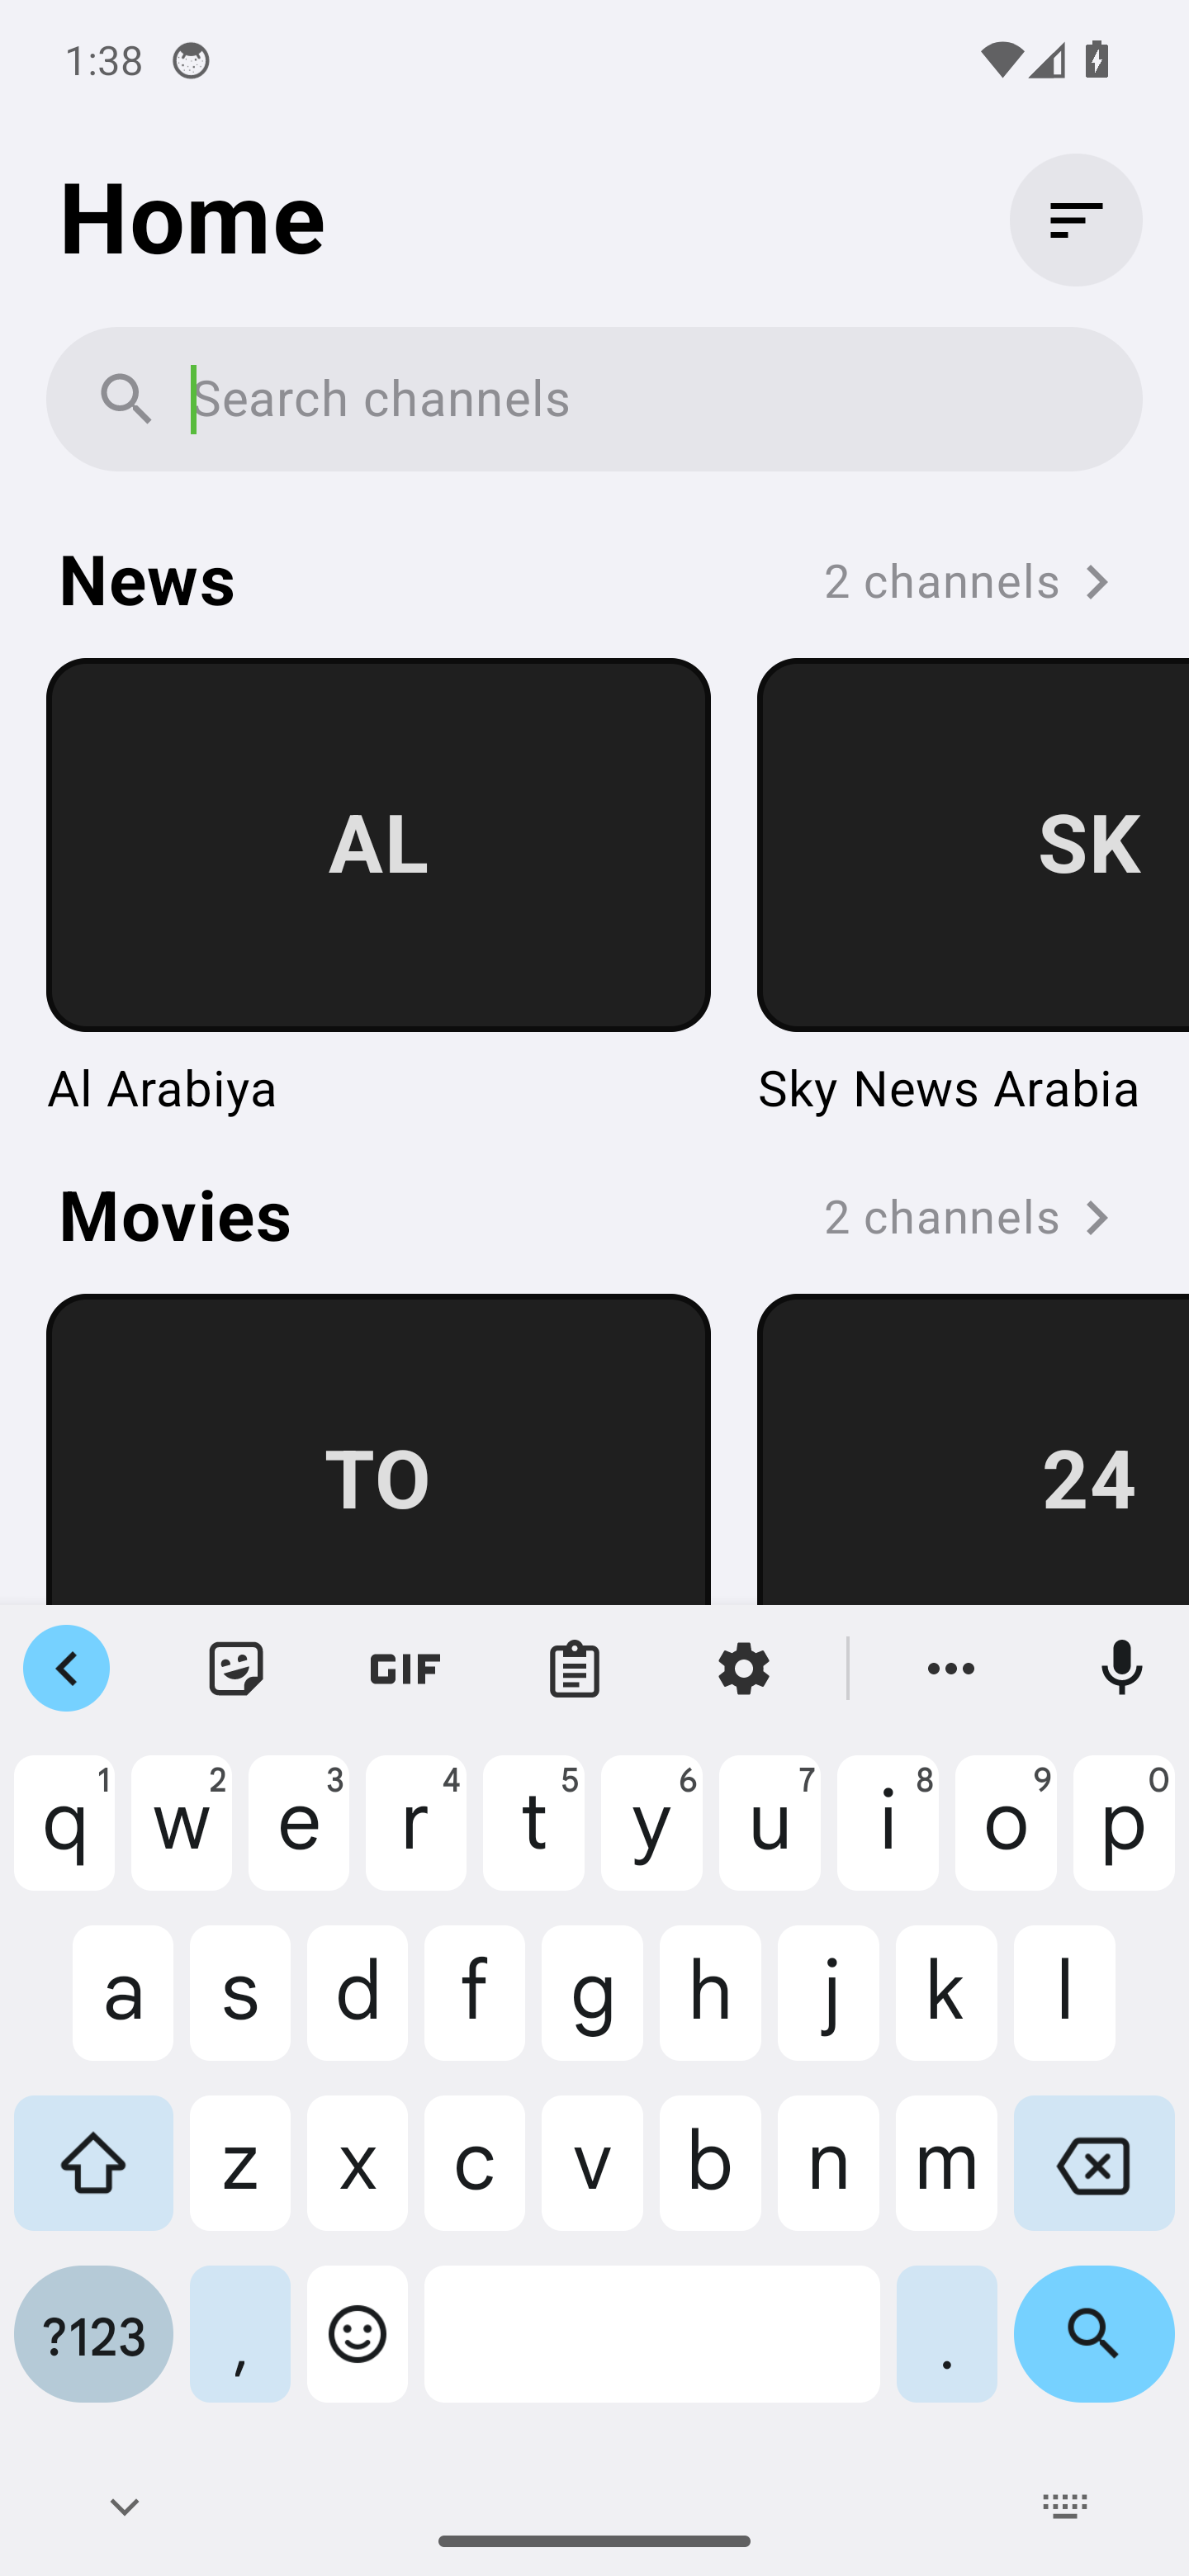 1:38
Home
Search channels
News
2 channels
AL
SK
Al Arabiya
Sky News Arabia
Movies
2 channels
TO
24
GIF
q 1 w 2 e 3 r 4 t 5 y 6 u 7 i 8 o 9 p 0
a s d f g h j k l
z x c v b n m
?123 , .